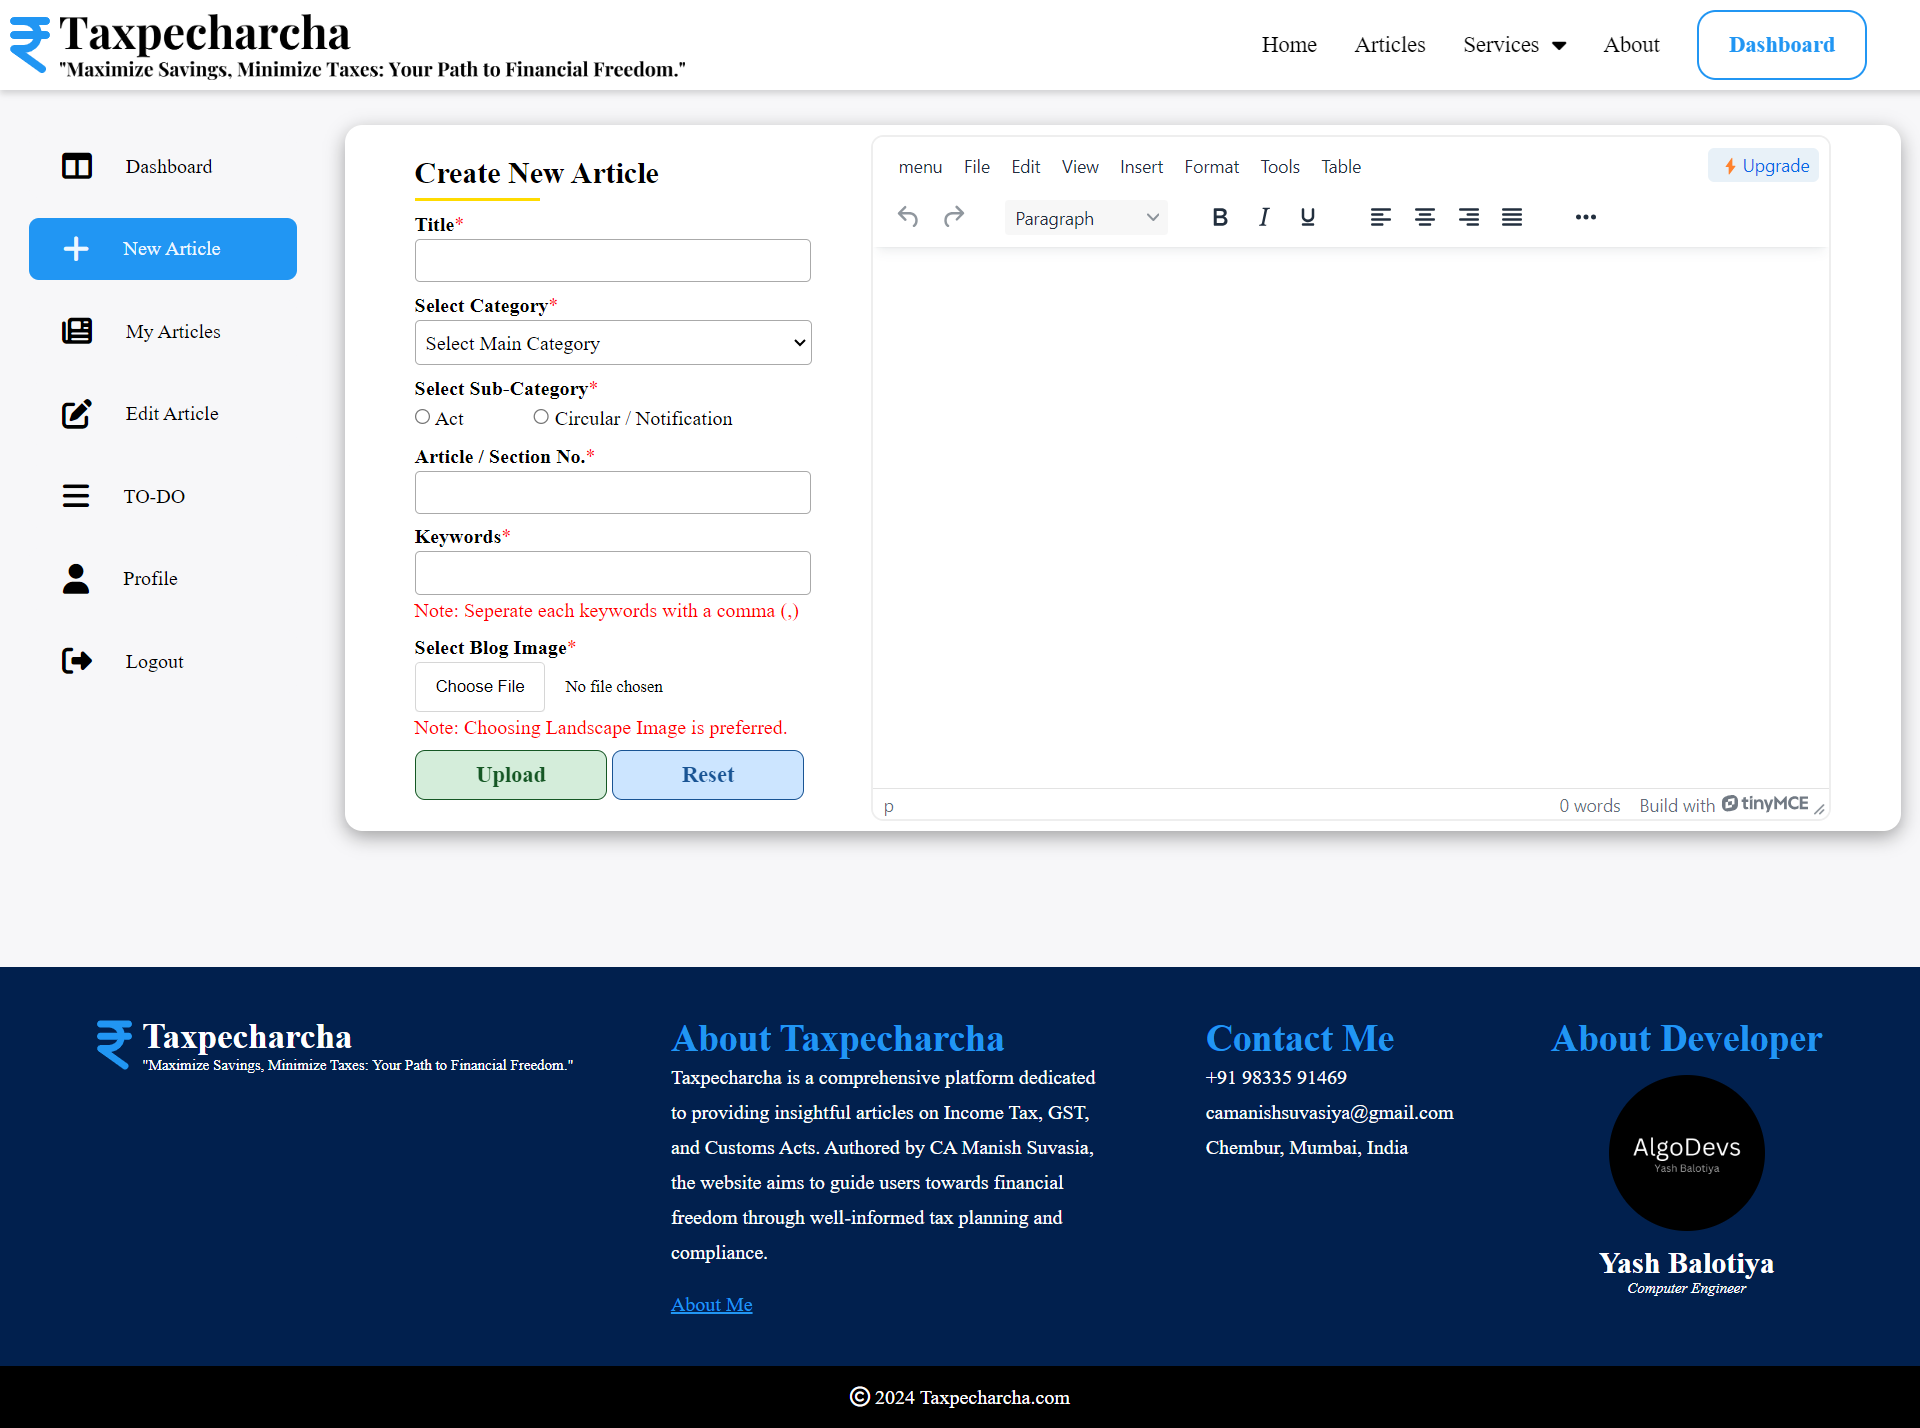 Taxpecharcha
"Maximize Savings, Minimize Taxes: Your Path to Financial Freedom."
Home Articles Services About Dashboard
Dashboard
New Article
My Articles
Edit Article
TO-DO
Profile
Logout
Create New Article
Title*
Select Category*
Select Main Category
Select Sub-Category*
Act Circular / Notification
Article / Section No.*
Keywords*
Note: Seperate each keywords with a comma (,)
Select Blog Image*
Choose File No file chosen
Note: Choosing Landscape Image is preferred.
Upload Reset
menu File Edit View Insert Format Tools Table Upgrade
Paragraph B I U
p 0 words Build with tinyMCE
Taxpecharcha
"Maximize Savings, Minimize Taxes: Your Path to Financial Freedom."
About Taxpecharcha
Taxpecharcha is a comprehensive platform dedicated
to providing insightful articles on Income Tax, GST,
and Customs Acts. Authored by CA Manish Suvasia,
the website aims to guide users towards financial
freedom through well-informed tax planning and
compliance.
About Me
Contact Me
+91 98335 91469
camanishsuvasiya@gmail.com
Chembur, Mumbai, India
About Developer
AlgoDevs
Yash Balotiya
Yash Balotiya
Computer Engineer
© 2024 Taxpecharcha.com